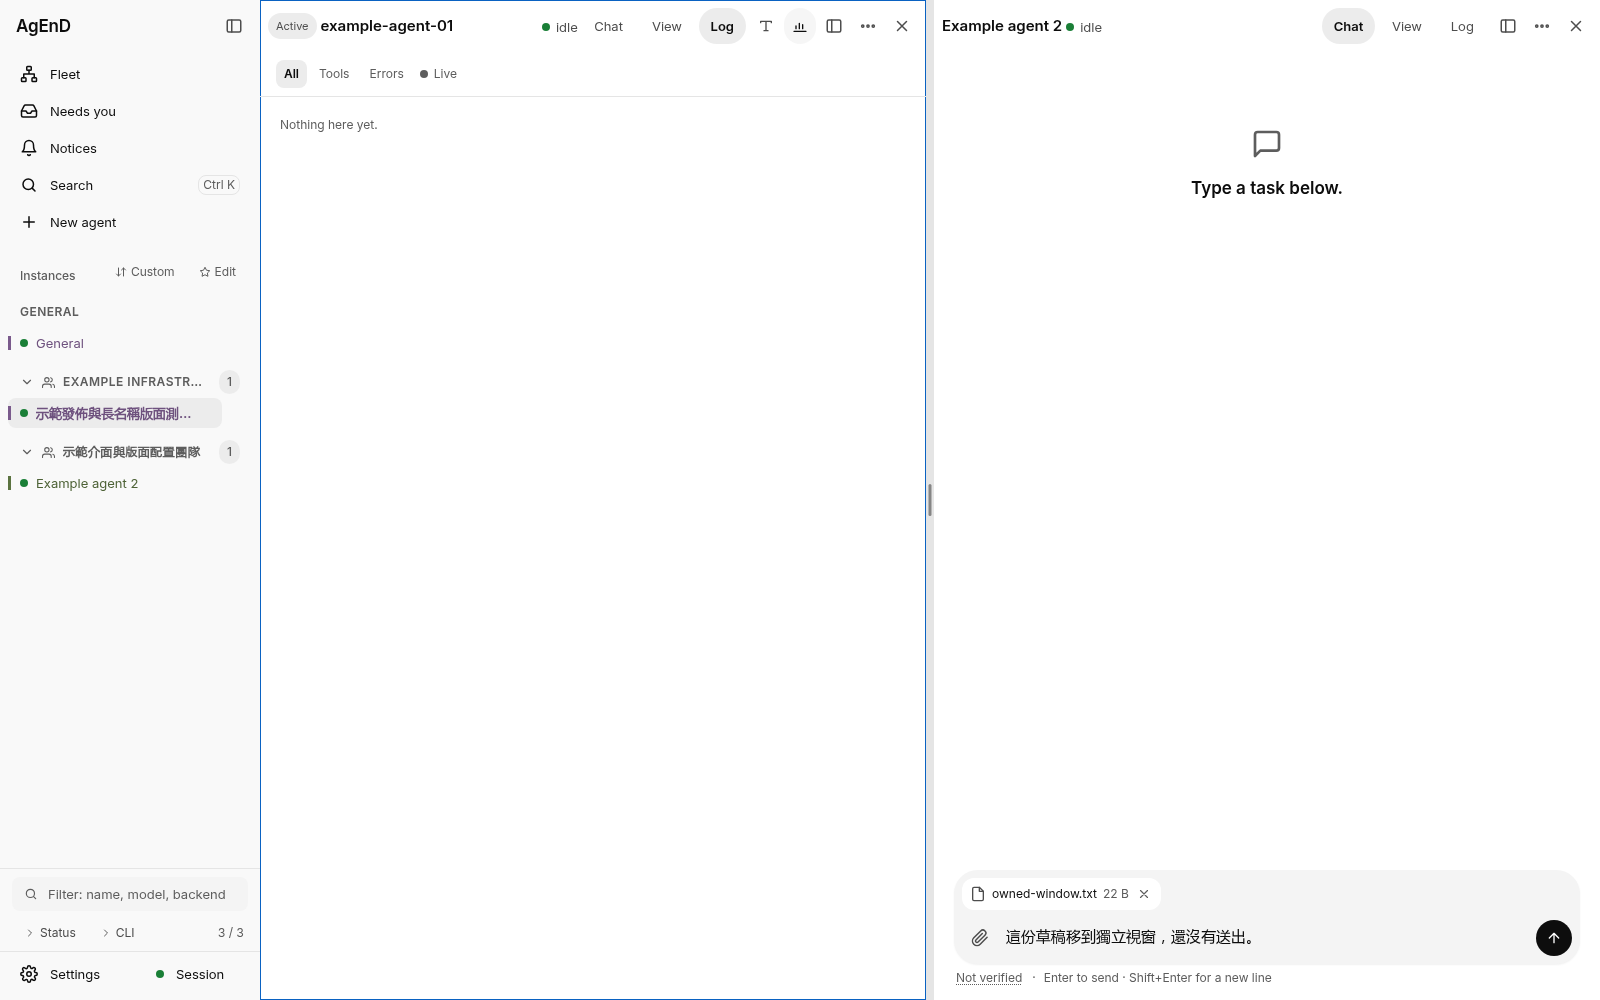 AgEnD
Fleet
Needs you
Notices
Search Ctrl K
New agent
Instances Custom Edit
GENERAL
General
EXAMPLE INFRASTR... 1
示範發佈與長名稱版面測...
示範介面與版面配置團隊 1
Example agent 2
Filter: name, model, backend
Status CLI 3 / 3
Settings Session
Active example-agent-01 idle Chat View Log
All Tools Errors Live
Nothing here yet.
Example agent 2 idle Chat View Log
Type a task below.
owned-window.txt 22 B
這份草稿移到獨立視窗，還沒有送出。
Not verified · Enter to send · Shift+Enter for a new line